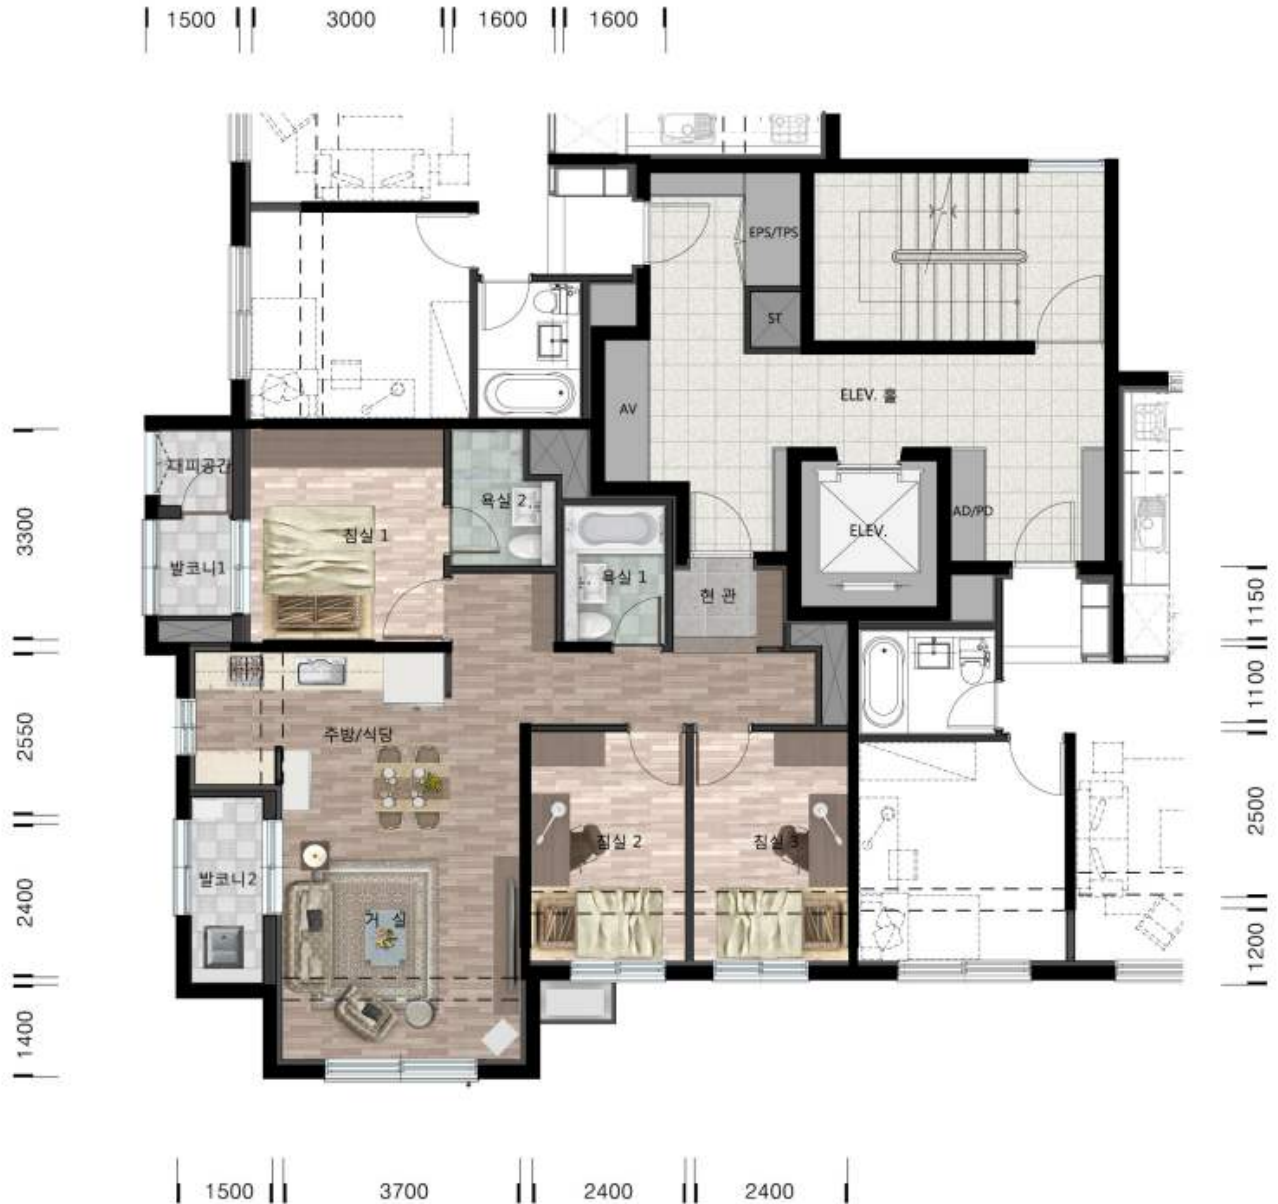 1500
3000
1600
1600
EPS/TPS
ST
ELEV. 홀
AV
대피공간
욕실 2
침실 1
3300
AD/PD
ELEV.
발코니1
욕실 1
현 관
1150
1100
2550
주방/식당
2500
침실 2
침실 3
2400
발코니2
거 실
1200
1400
1500
3700
2400
2400